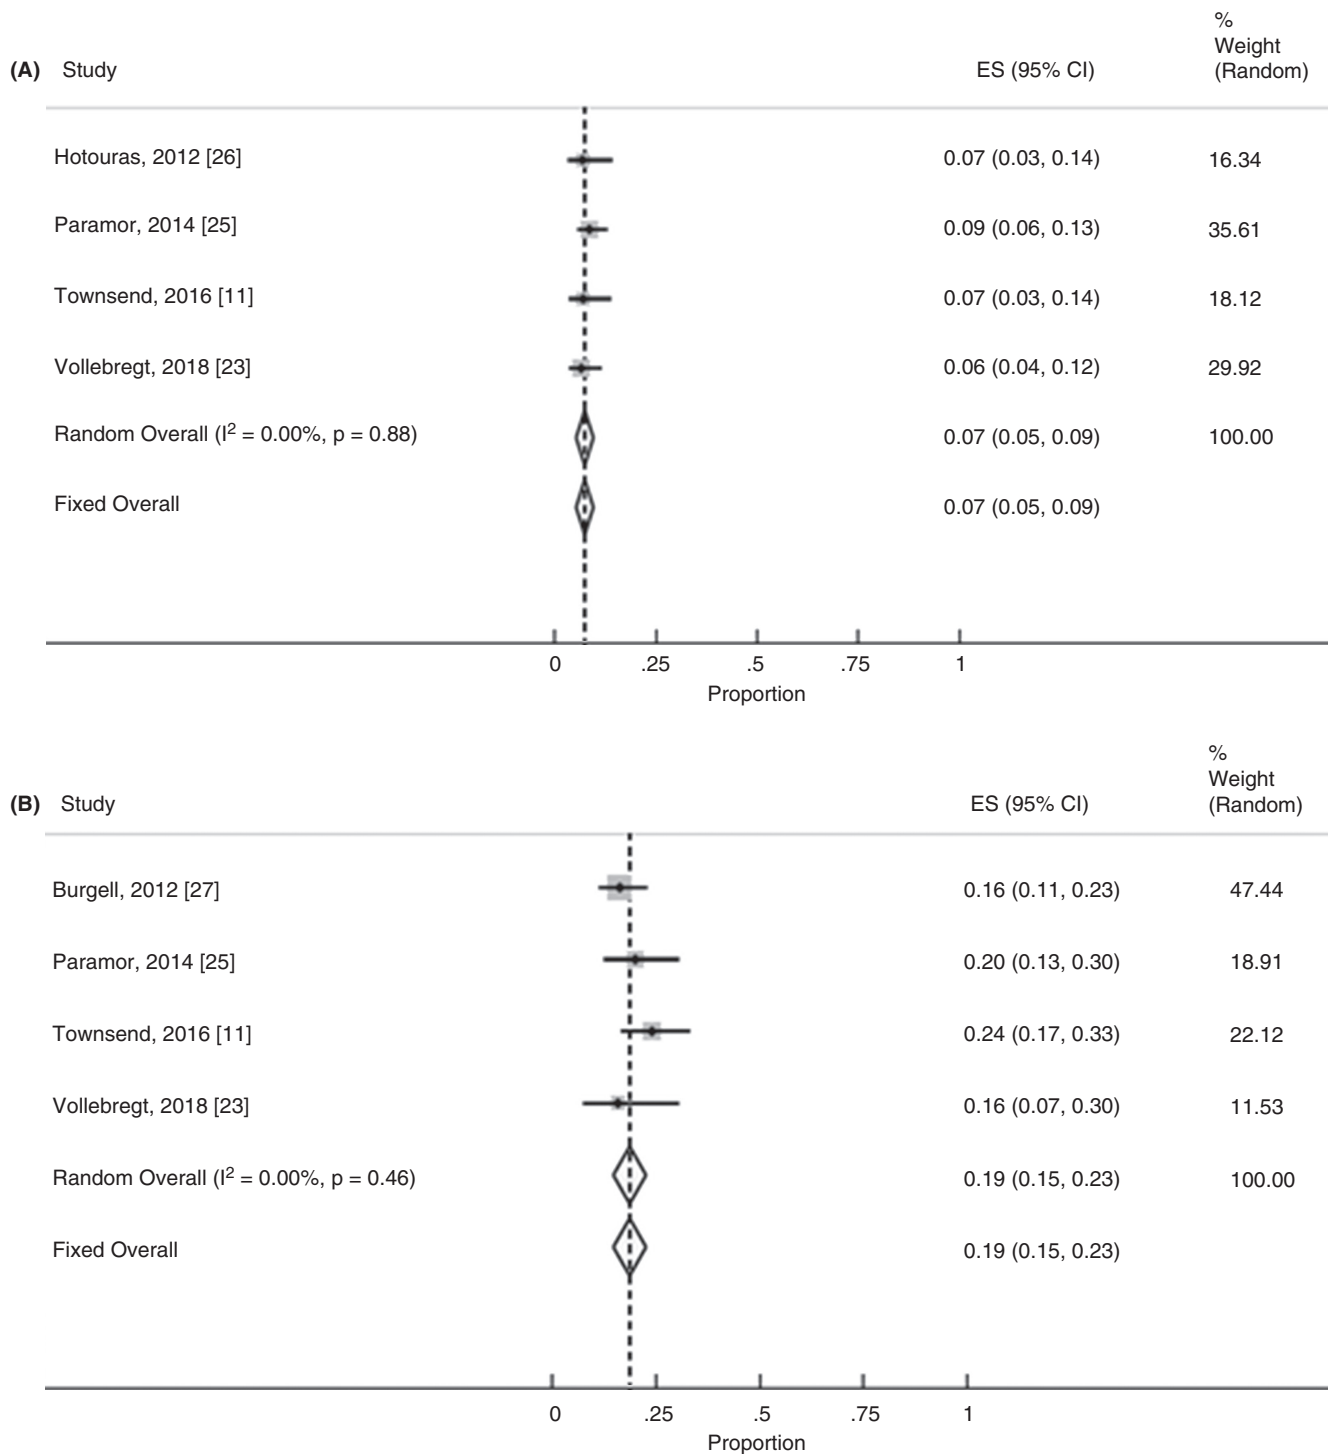 %
Weight
(A) Study ES (95% CI) (Random)
Hotouras, 2012 [26] 0.07 (0.03, 0.14) 16.34
Paramor, 2014 [25] 0.09 (0.06, 0.13) 35.61
Townsend, 2016 [11] 0.07 (0.03, 0.14) 18.12
Vollebregt, 2018 [23] 0.06 (0.04, 0.12) 29.92
Random Overall (I² = 0.00%, p = 0.88) 0.07 (0.05, 0.09) 100.00
Fixed Overall 0.07 (0.05, 0.09)
0 .25 .5 .75 1
Proportion
%
Weight
(B) Study ES (95% CI) (Random)
Burgell, 2012 [27] 0.16 (0.11, 0.23) 47.44
Paramor, 2014 [25] 0.20 (0.13, 0.30) 18.91
Townsend, 2016 [11] 0.24 (0.17, 0.33) 22.12
Vollebregt, 2018 [23] 0.16 (0.07, 0.30) 11.53
Random Overall (I² = 0.00%, p = 0.46) 0.19 (0.15, 0.23) 100.00
Fixed Overall 0.19 (0.15, 0.23)
0 .25 .5 .75 1
Proportion